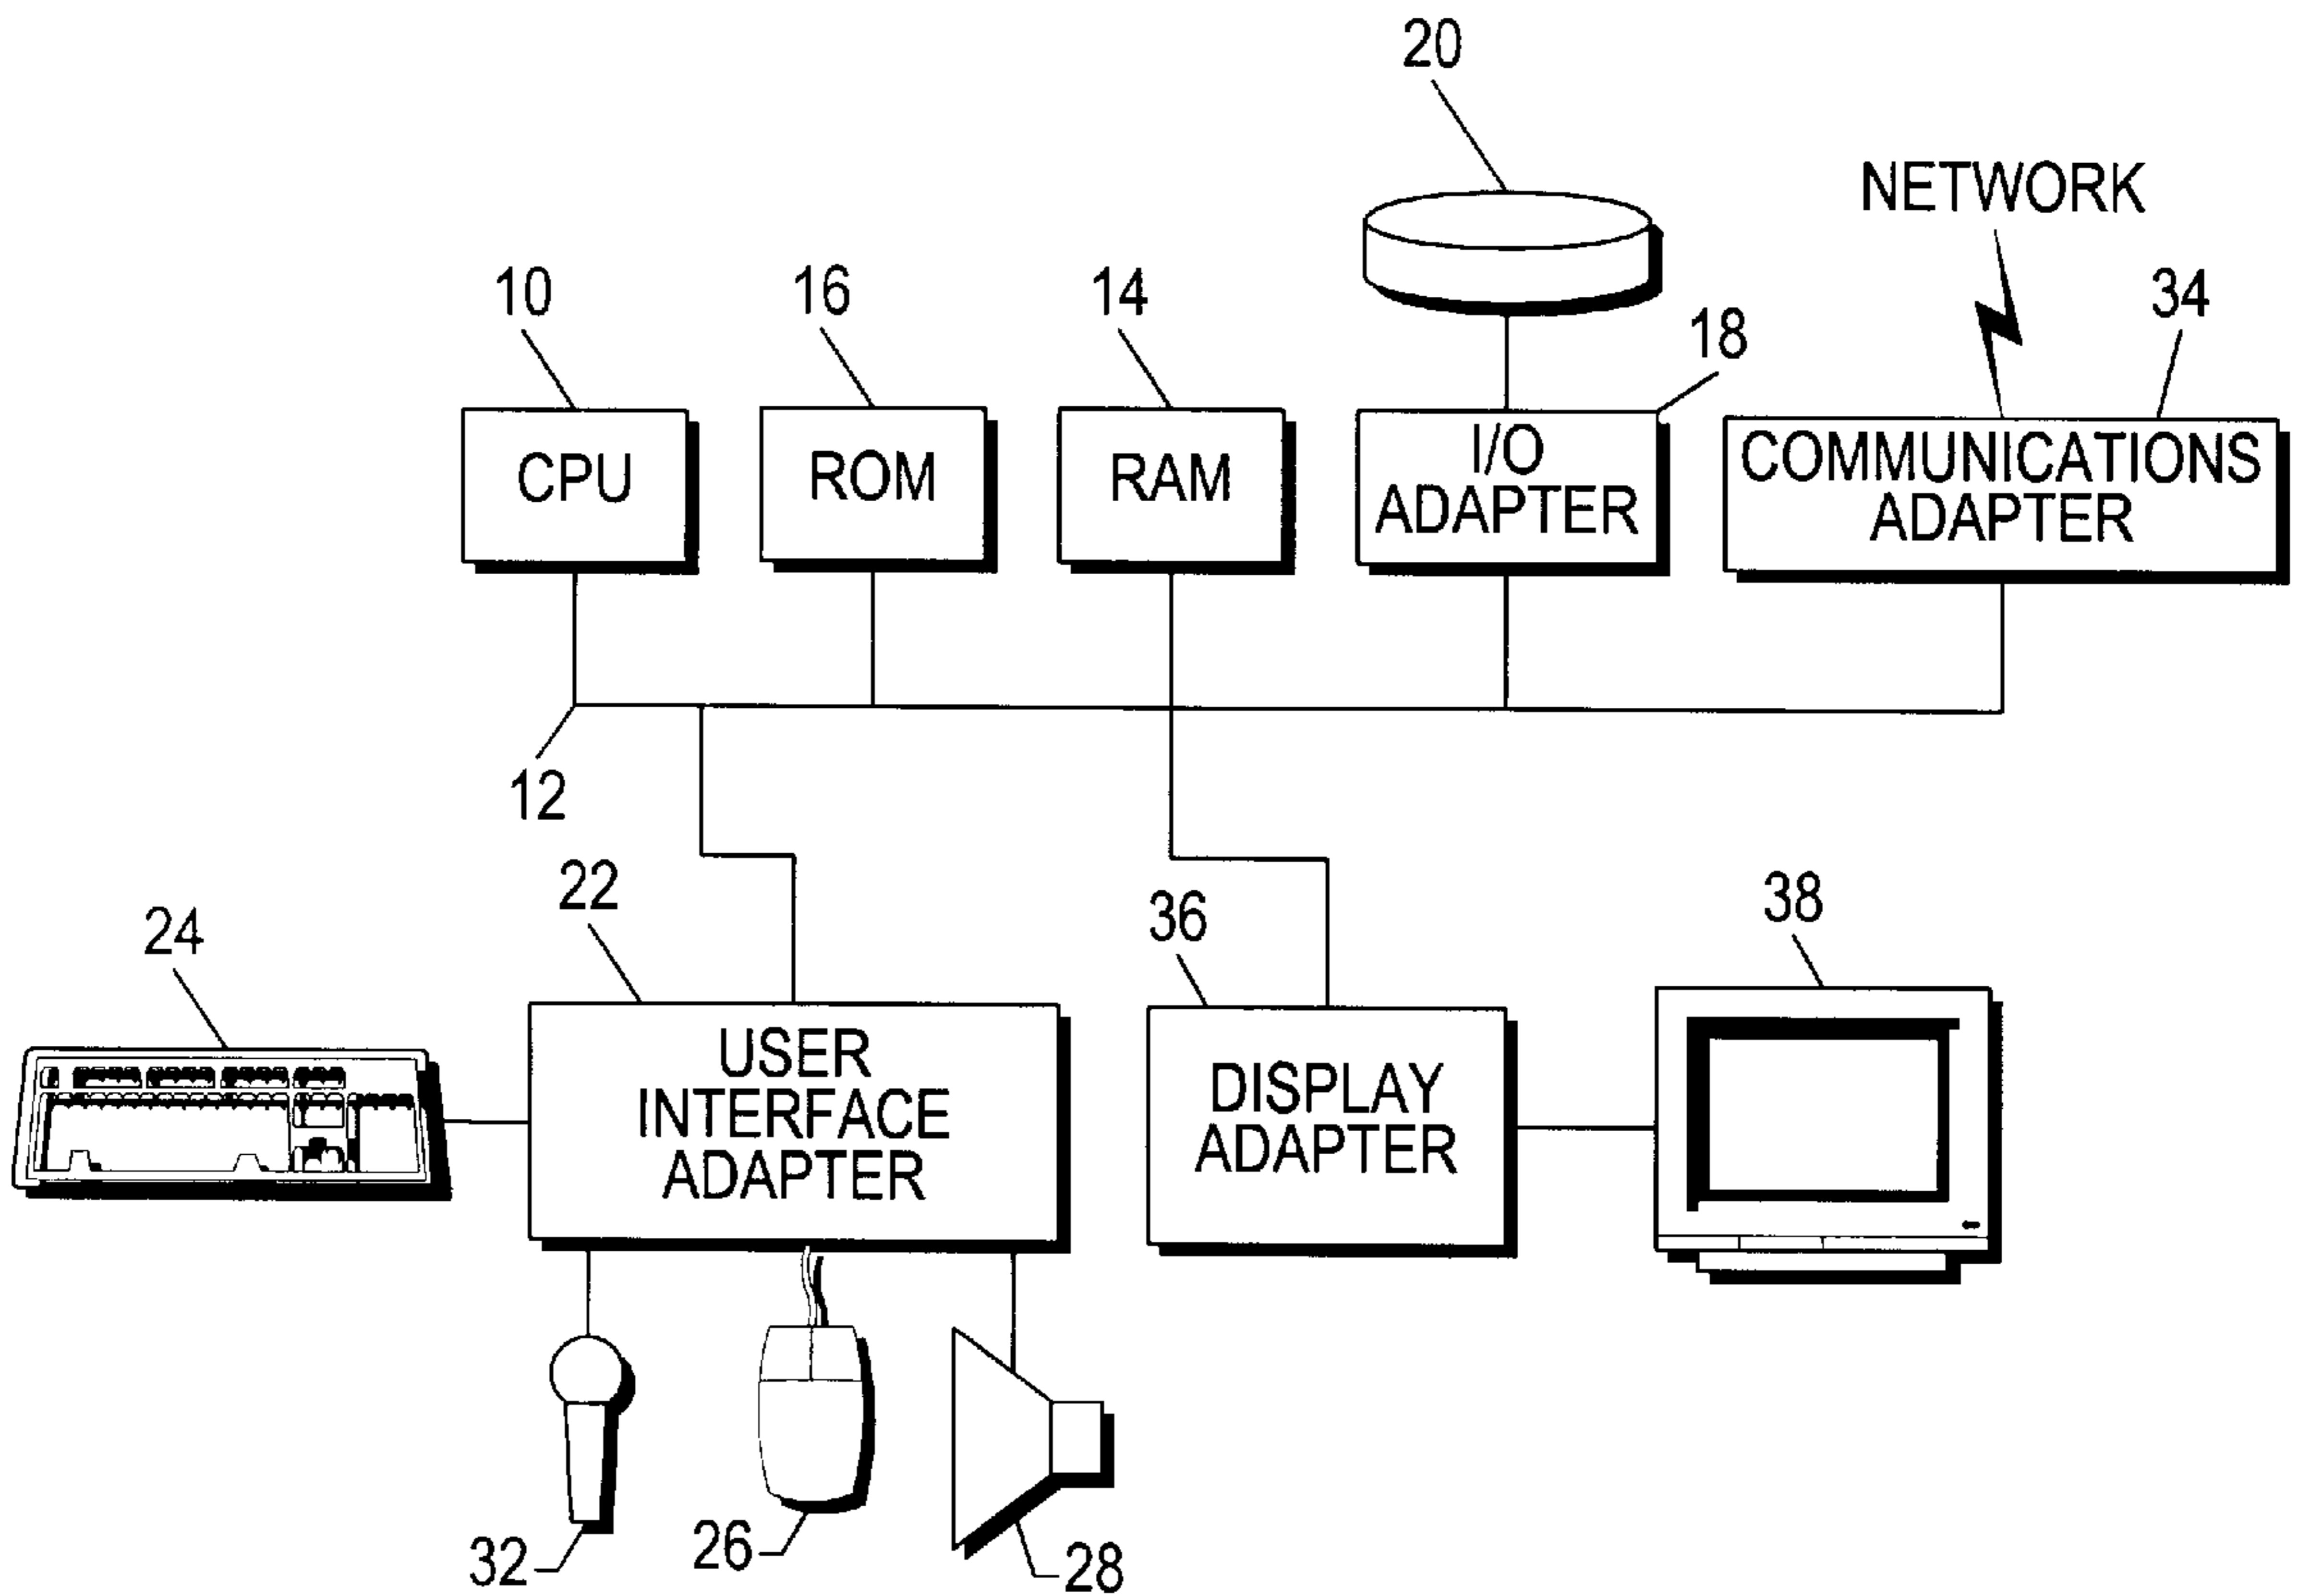 20
NETWORK
10
16
14
18
34
CPU
ROM
RAM
I/O
ADAPTER
COMMUNICATIONS
ADAPTER
12
22
24
36
38
USER
INTERFACE
ADAPTER
DISPLAY
ADAPTER
32
26
28